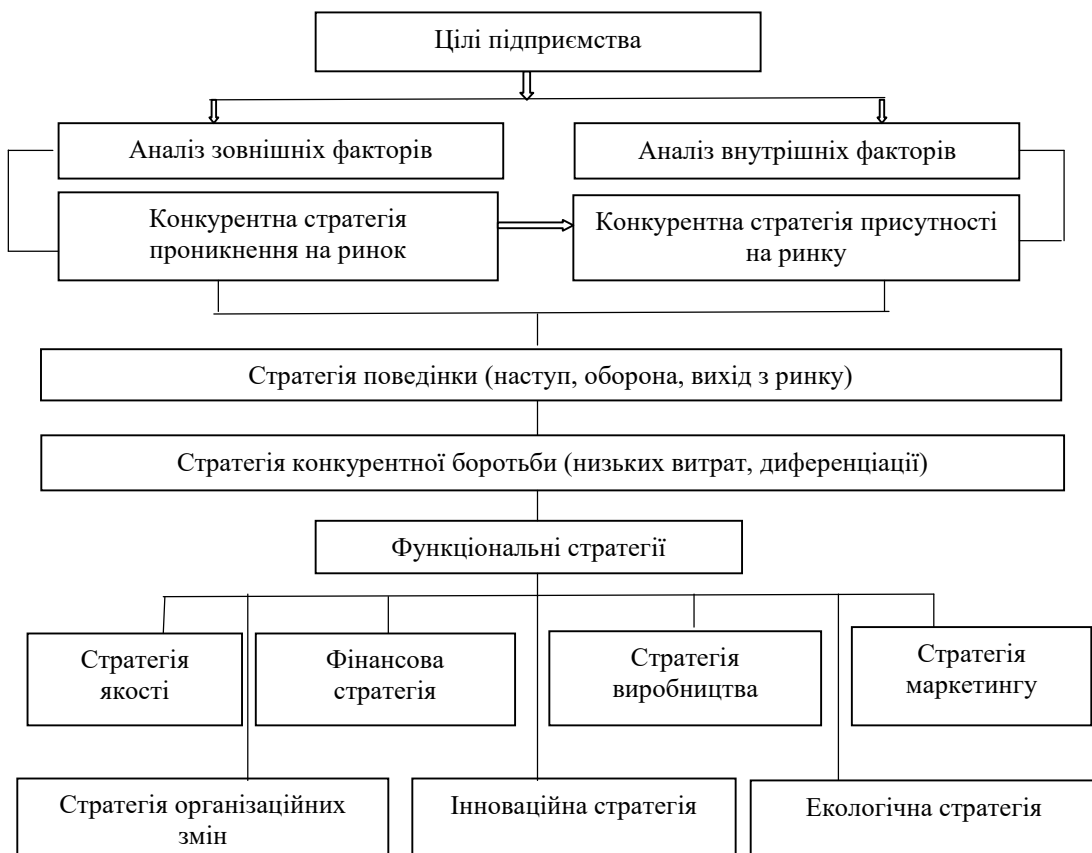 Цілі підприємства
Аналіз зовнішніх факторів
Аналіз внутрішніх факторів
Конкурентна стратегія
проникнення на ринок
Конкурентна стратегія присутності
на ринку
Стратегія поведінки (наступ, оборона, вихід з ринку)
Стратегія конкурентної боротьби (низьких витрат, диференціації)
Функціональні стратегії
Стратегія
якості
Фінансова
стратегія
Стратегія
виробництва
Стратегія
маркетингу
Стратегія організаційних
змін
Інноваційна стратегія
Екологічна стратегія